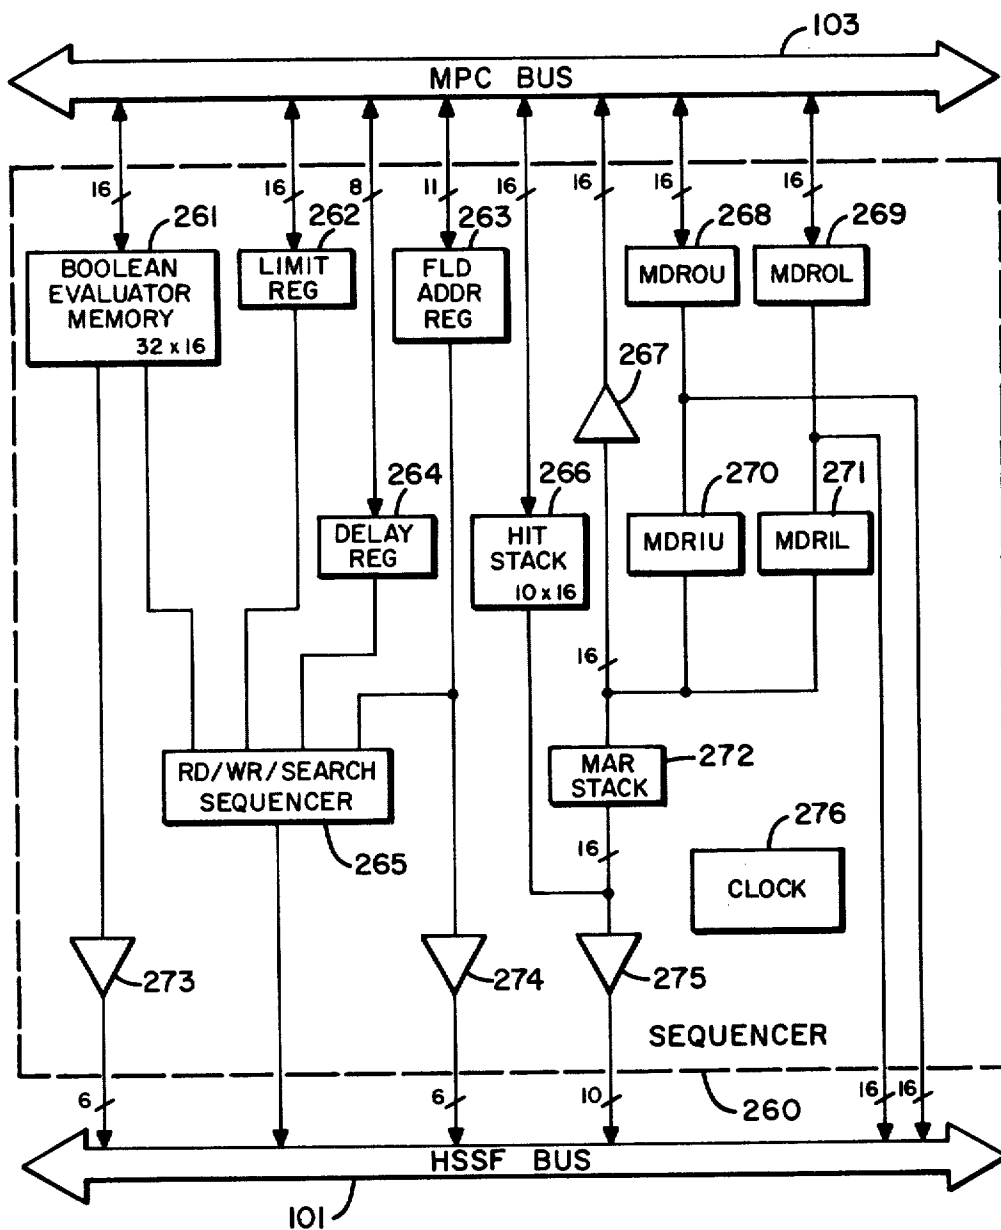 103
MPC BUS
16
16
8
11
16
16
16
16
261
262
263
268
269
BOOLEAN
EVALUATOR
MEMORY
32 x 16
LIMIT
REG
FLD
ADDR
REG
MDROU
MDROL
267
264
266
270
271
DELAY
REG
HIT
STACK
10 x 16
MDRIU
MDRIL
16
RD/WR/SEARCH
SEQUENCER
265
MAR
STACK
272
16
276
CLOCK
273
274
275
SEQUENCER
260
6
6
10
16
16
HSSF BUS
101